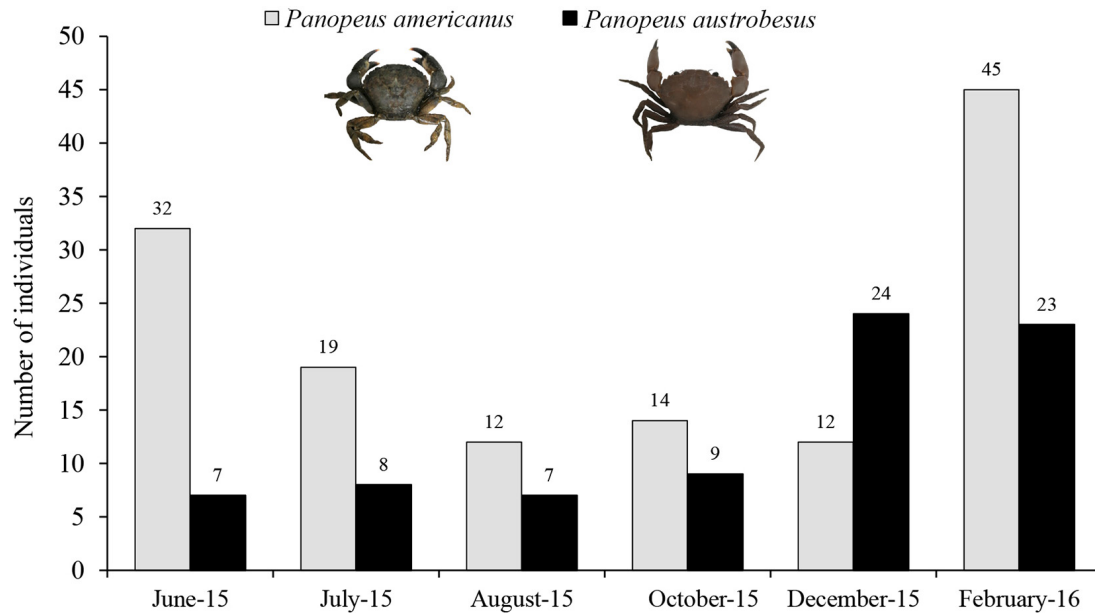 Panopeus americanus
Panopeus austrobesus
Number of individuals
50
45
40
35
30
25
20
15
10
5
0
32
7
19
8
12
7
14
9
12
24
45
23
June-15
July-15
August-15
October-15
December-15
February-16